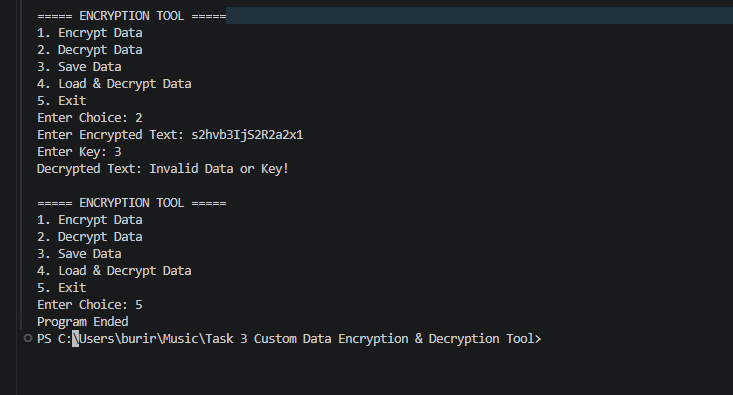 ===== ENCRYPTION TOOL =====
1. Encrypt Data
2. Decrypt Data
3. Save Data
4. Load & Decrypt Data
5. Exit
Enter Choice: 2
Enter Encrypted Text: s2hvb3IjS2R2a2x1
Enter Key: 3
Decrypted Text: Invalid Data or Key!

===== ENCRYPTION TOOL =====
1. Encrypt Data
2. Decrypt Data
3. Save Data
4. Load & Decrypt Data
5. Exit
Enter Choice: 5
Program Ended
PS C:\Users\burir\Music\Task 3 Custom Data Encryption & Decryption Tool>